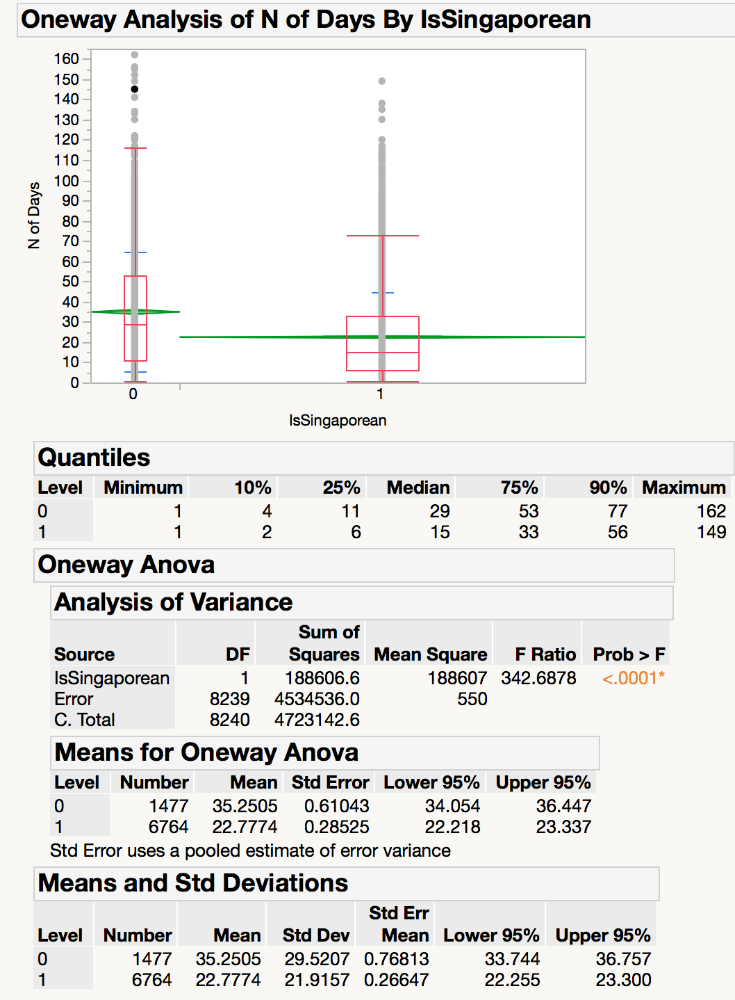 Oneway Analysis of N of Days By IsSingaporean
160
150
140
130
120
110
100
90
80
70
60
50
40
30
20
10
0
N of Days
0 1
IsSingaporean
Quantiles
Level Minimum 10% 25% Median 75% 90% Maximum
0 1 4 11 29 53 77 162
1 1 2 6 15 33 56 149
Oneway Anova
Analysis of Variance
Sum of
Source DF Squares Mean Square F Ratio Prob > F
IsSingaporean 1 188606.6 188607 342.6878 <.0001*
Error 8239 4534536.0 550
C. Total 8240 4723142.6
Means for Oneway Anova
Level Number Mean Std Error Lower 95% Upper 95%
0 1477 35.2505 0.61043 34.054 36.447
1 6764 22.7774 0.28525 22.218 23.337
Std Error uses a pooled estimate of error variance
Means and Std Deviations
Std Err
Level Number Mean Std Dev Mean Lower 95% Upper 95%
0 1477 35.2505 29.5207 0.76813 33.744 36.757
1 6764 22.7774 21.9157 0.26647 22.255 23.300